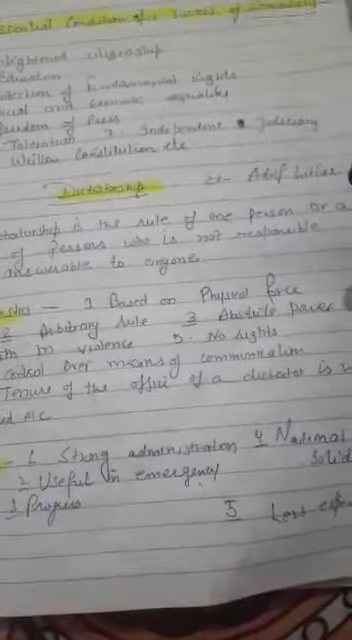 Essential Condition of Success of Democracy
Enlightened citizenship
Education
Protection of fundamental Rights
Social and Economic equality
Freedom of Press
Toleration 7. Independent Judiciary
Written Constitution etc
Dictatorship
Dictatorship is the rule of one person or a
of Persons who is not responsible
answerable to anyone
1 Based on Physical force
2 Arbitrary rule 3 Absolute power
in violence 5. No rights
Control over means of communication
Tenure of the office of a dictator is
etc
1. Strong administration 4 National
2 Useful in emergency solid
3 Progress
5 Less